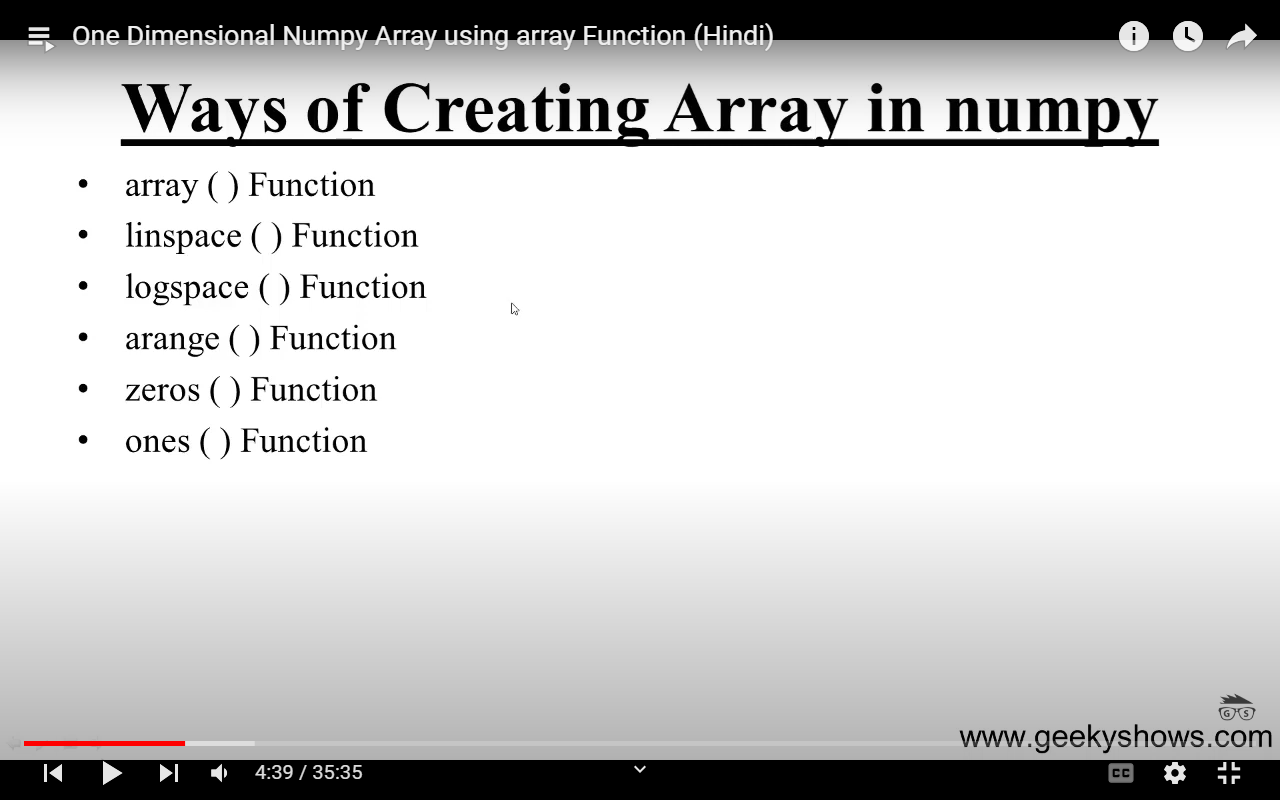 One Dimensional Numpy Array using array Function (Hindi)
Ways of Creating Array in numpy
• array ( ) Function
• linspace ( ) Function
• logspace ( ) Function
• arange ( ) Function
• zeros ( ) Function
• ones ( ) Function
G S
www.geekyshows.com
4:39 / 35:35
CC